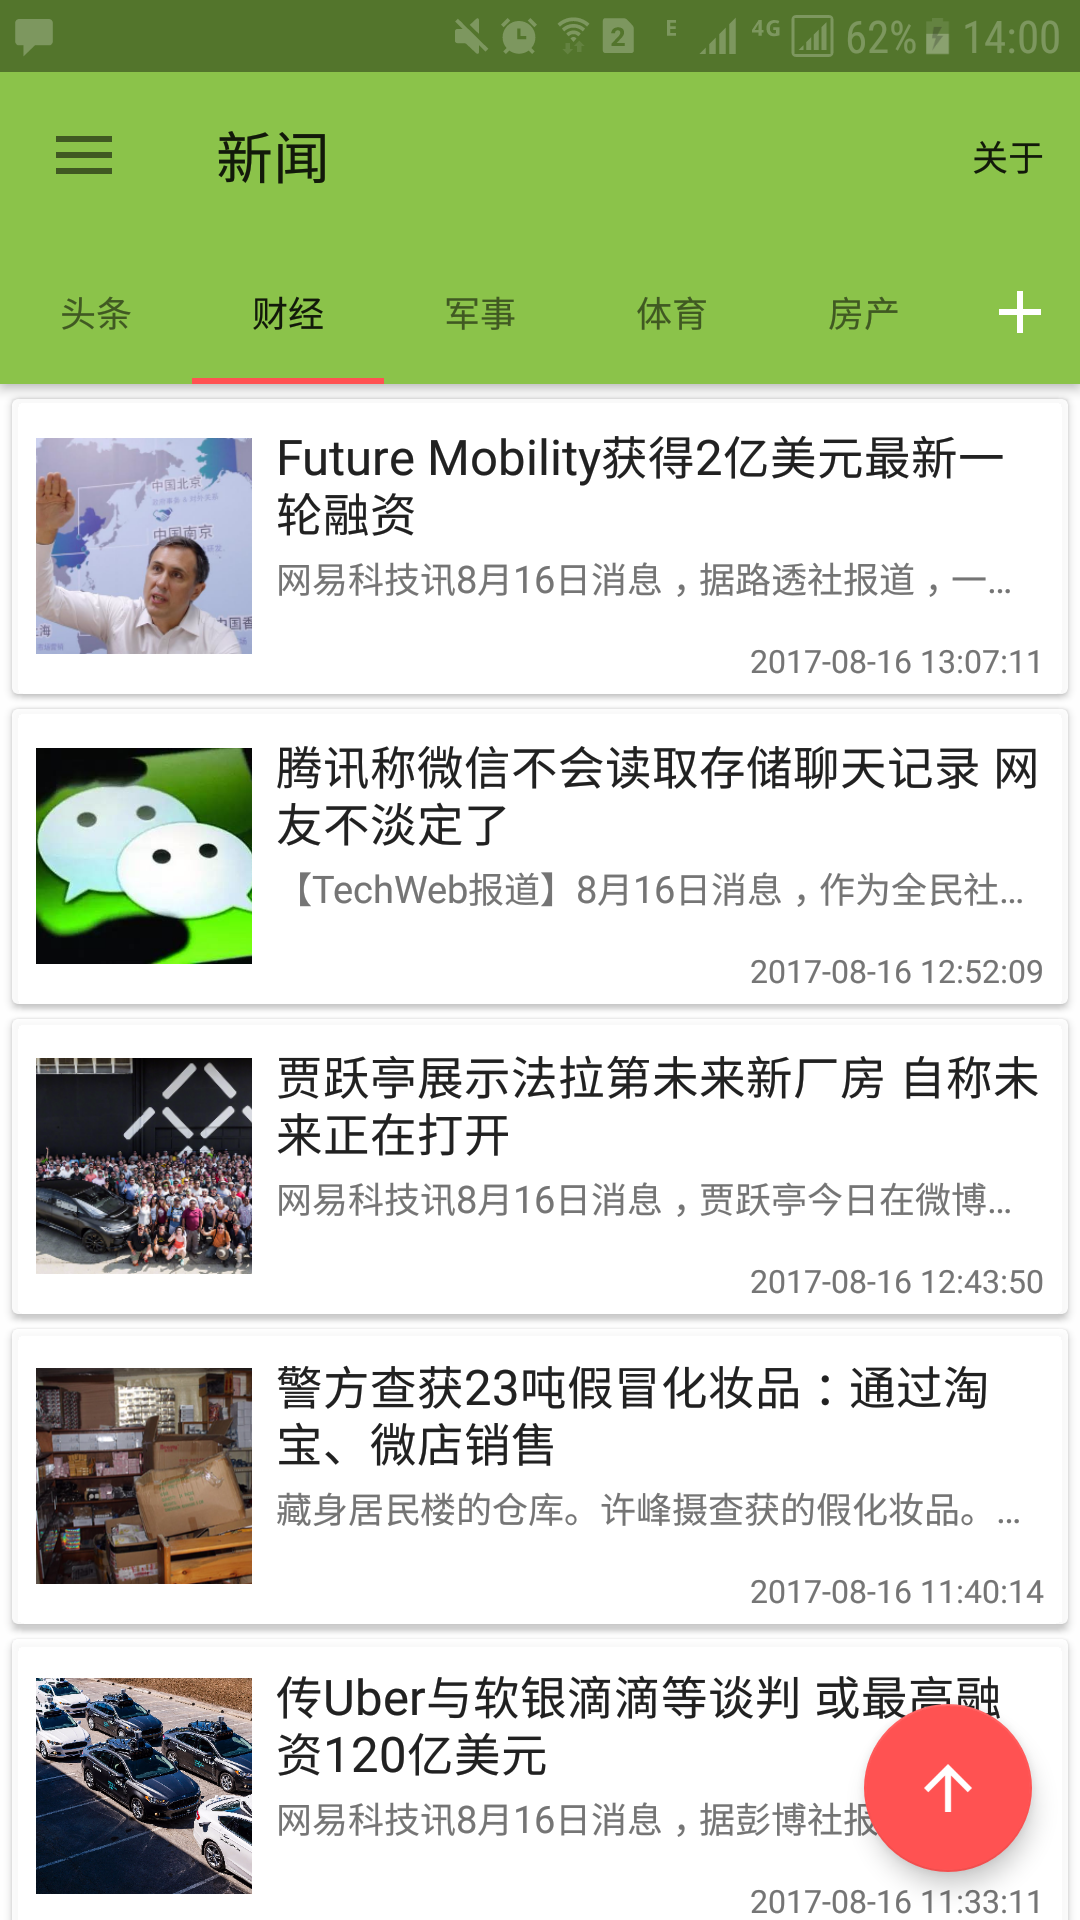 2 E 4G 62% 14:00
新闻 关于
头条 财经 军事 体育 房产
Future Mobility获得2亿美元最新一
轮融资
网易科技讯8月16日消息，据路透社报道，一...
2017-08-16 13:07:11
中国北京
中国南京
腾讯称微信不会读取存储聊天记录 网
友不淡定了
【TechWeb报道】8月16日消息，作为全民社...
2017-08-16 12:52:09
贾跃亭展示法拉第未来新厂房 自称未
来正在打开
网易科技讯8月16日消息，贾跃亭今日在微博...
2017-08-16 12:43:50
警方查获23吨假冒化妆品：通过淘
宝、微店销售
藏身居民楼的仓库。许峰摄查获的假化妆品。...
2017-08-16 11:40:14
传Uber与软银滴滴等谈判 或最高融
资120亿美元
网易科技讯8月16日消息，据彭博社报
2017-08-16 11:33:11